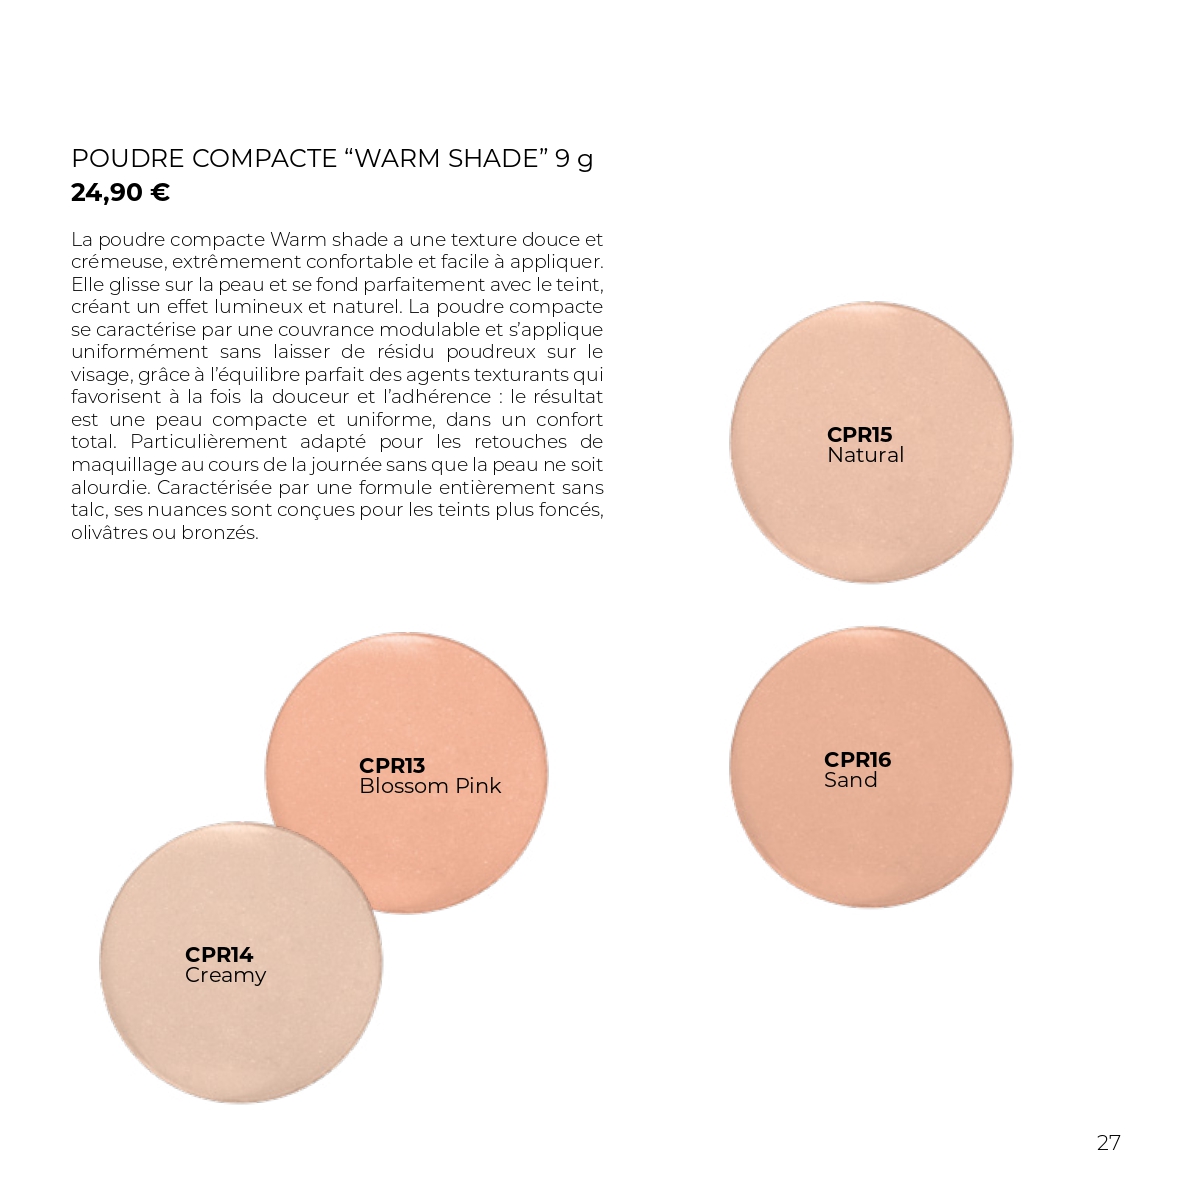 POUDRE COMPACTE “WARM SHADE” 9 g
24,90 €
La poudre compacte Warm shade a une texture douce et
crémeuse, extrêmement confortable et facile à appliquer.
Elle glisse sur la peau et se fond parfaitement avec le teint,
créant un effet lumineux et naturel. La poudre compacte
se caractérise par une couvrance modulable et s’applique
uniformément sans laisser de résidu poudreux sur le
visage, grâce à l’équilibre parfait des agents texturants qui
favorisent à la fois la douceur et l’adhérence : le résultat
est une peau compacte et uniforme, dans un confort
total. Particulièrement adapté pour les retouches de
maquillage au cours de la journée sans que la peau ne soit
alourdie. Caractérisée par une formule entièrement sans
talc, ses nuances sont conçues pour les teints plus foncés,
olivâtres ou bronzés.
CPR15
Natural
CPR13
Blossom Pink
CPR16
Sand
CPR14
Creamy
27